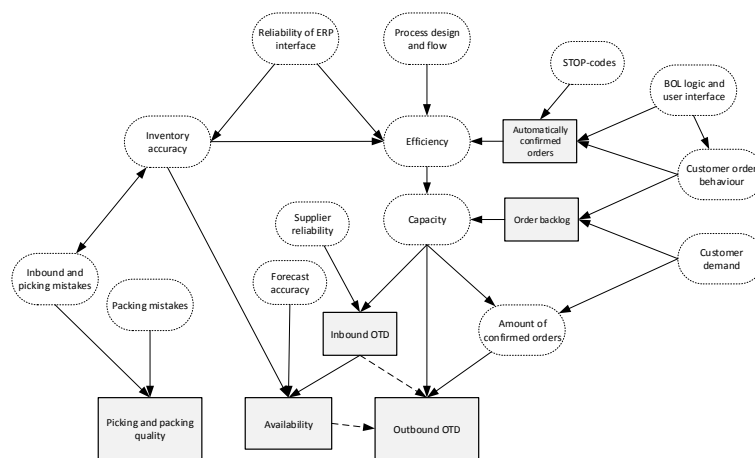 Reliability of ERP
interface
Process design
and flow
STOP-codes
BOL logic and
user interface
Inventory
accuracy
Efficiency
Automatically
confirmed
orders
Customer order
behaviour
Supplier
reliability
Capacity
Order backlog
Customer
demand
Inbound and
picking mistakes
Packing mistakes
Forecast
accuracy
Inbound OTD
Amount of
confirmed orders
Picking and packing
quality
Availability
Outbound OTD